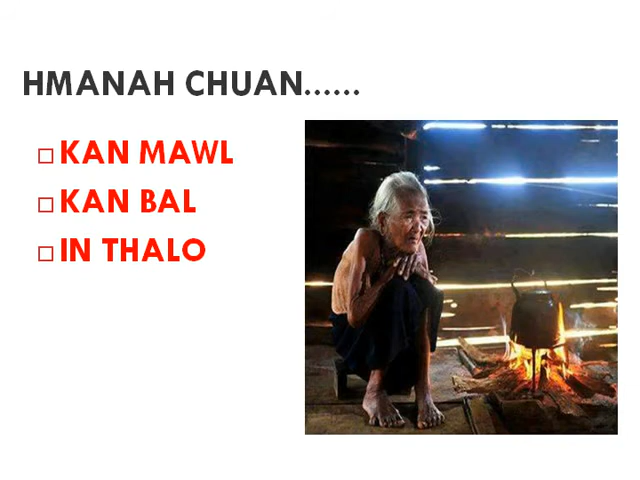 HMANAH CHUAN......
KAN MAWL
KAN BAL
IN THALO